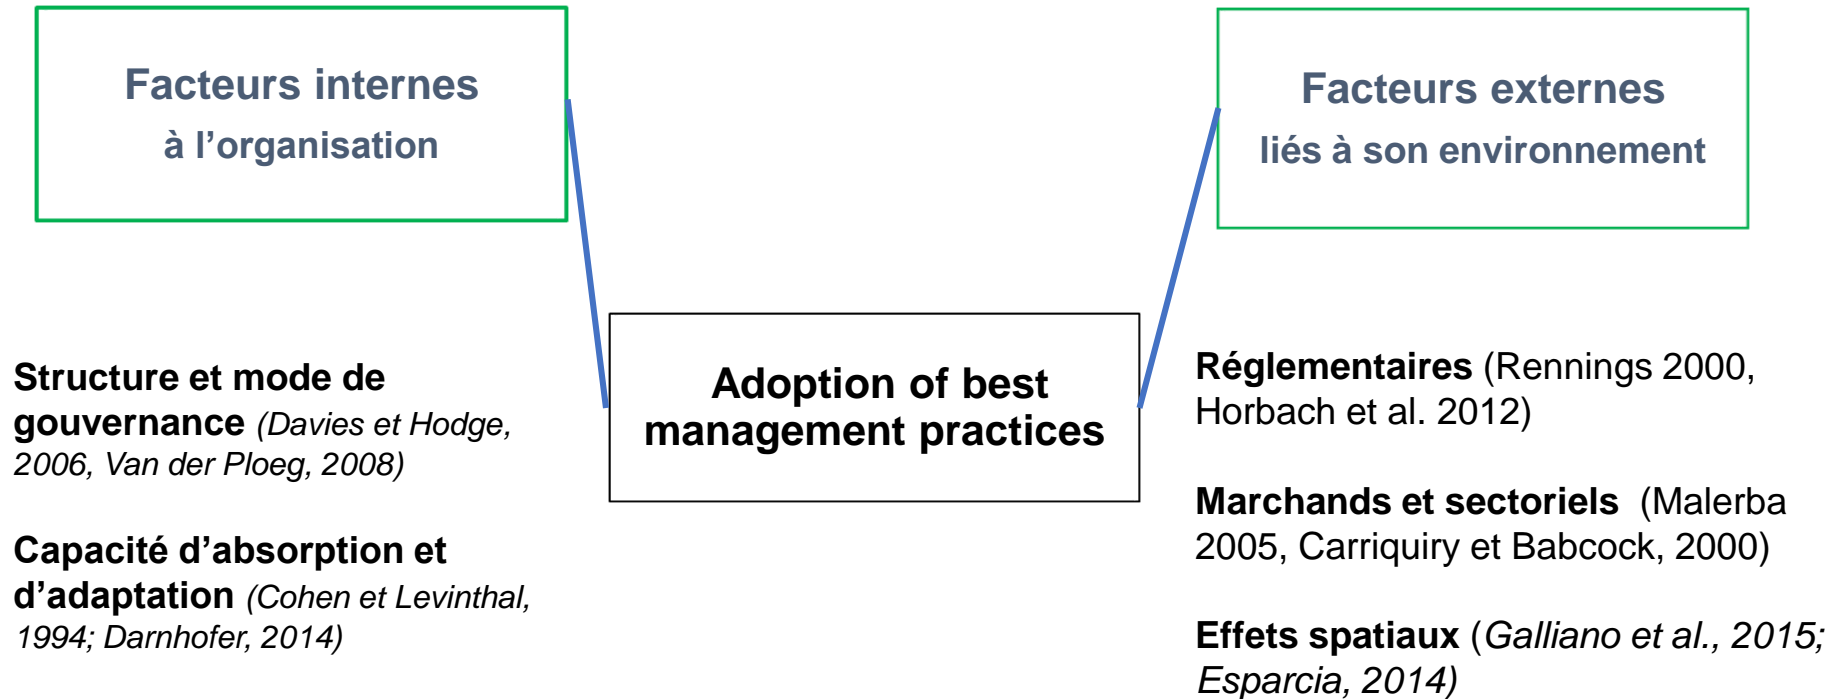 Facteurs internes
à l’organisation
Facteurs externes
liés à son environnement
Structure et mode de
gouvernance (Davies et Hodge,
2006, Van der Ploeg, 2008)
Capacité d’absorption et
d’adaptation (Cohen et Levinthal,
1994; Darnhofer, 2014)
Adoption of best
management practices
Réglementaires (Rennings 2000,
Horbach et al. 2012)
Marchands et sectoriels (Malerba
2005, Carriquiry et Babcock, 2000)
Effets spatiaux (Galliano et al., 2015;
Esparcia, 2014)